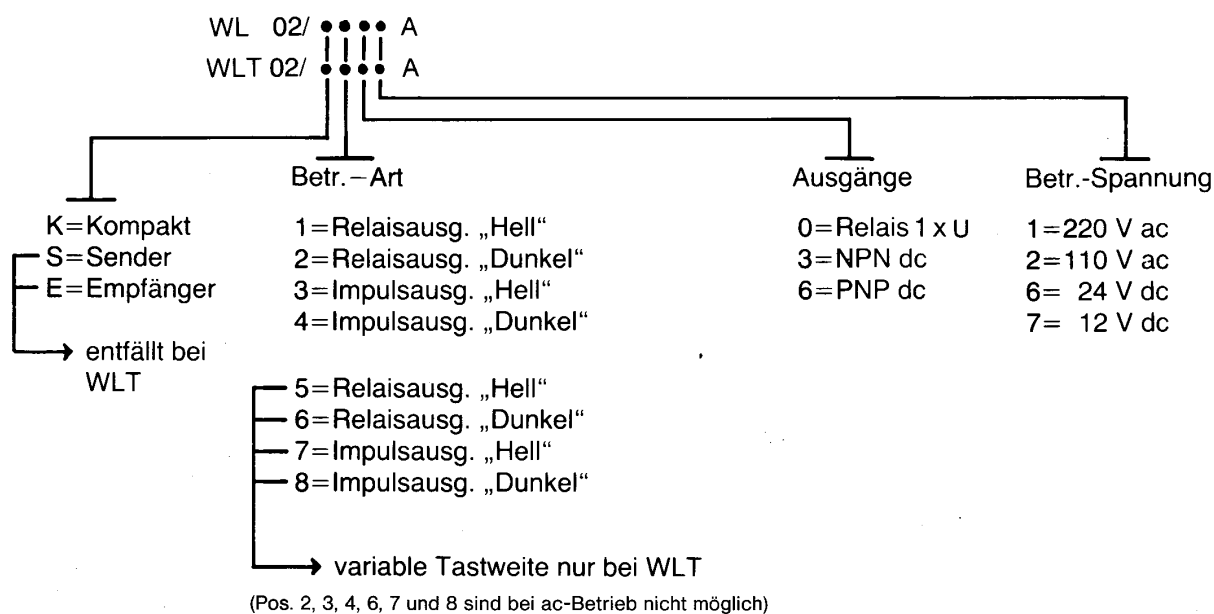 WL 02/ •••• A
WLT 02/ •••• A
Betr.–Art
Ausgänge
Betr.-Spannung
K=Kompakt
S=Sender
E=Empfänger
entfällt bei
WLT
1=Relaisausg. „Hell“
2=Relaisausg. „Dunkel“
3=Impulsausg. „Hell“
4=Impulsausg. „Dunkel“
5=Relaisausg. „Hell“
6=Relaisausg. „Dunkel“
7=Impulsausg. „Hell“
8=Impulsausg. „Dunkel“
variable Tastweite nur bei WLT
(Pos. 2, 3, 4, 6, 7 und 8 sind bei ac-Betrieb nicht möglich)
0=Relais 1 x U
3=NPN dc
6=PNP dc
1=220 V ac
2=110 V ac
6= 24 V dc
7= 12 V dc